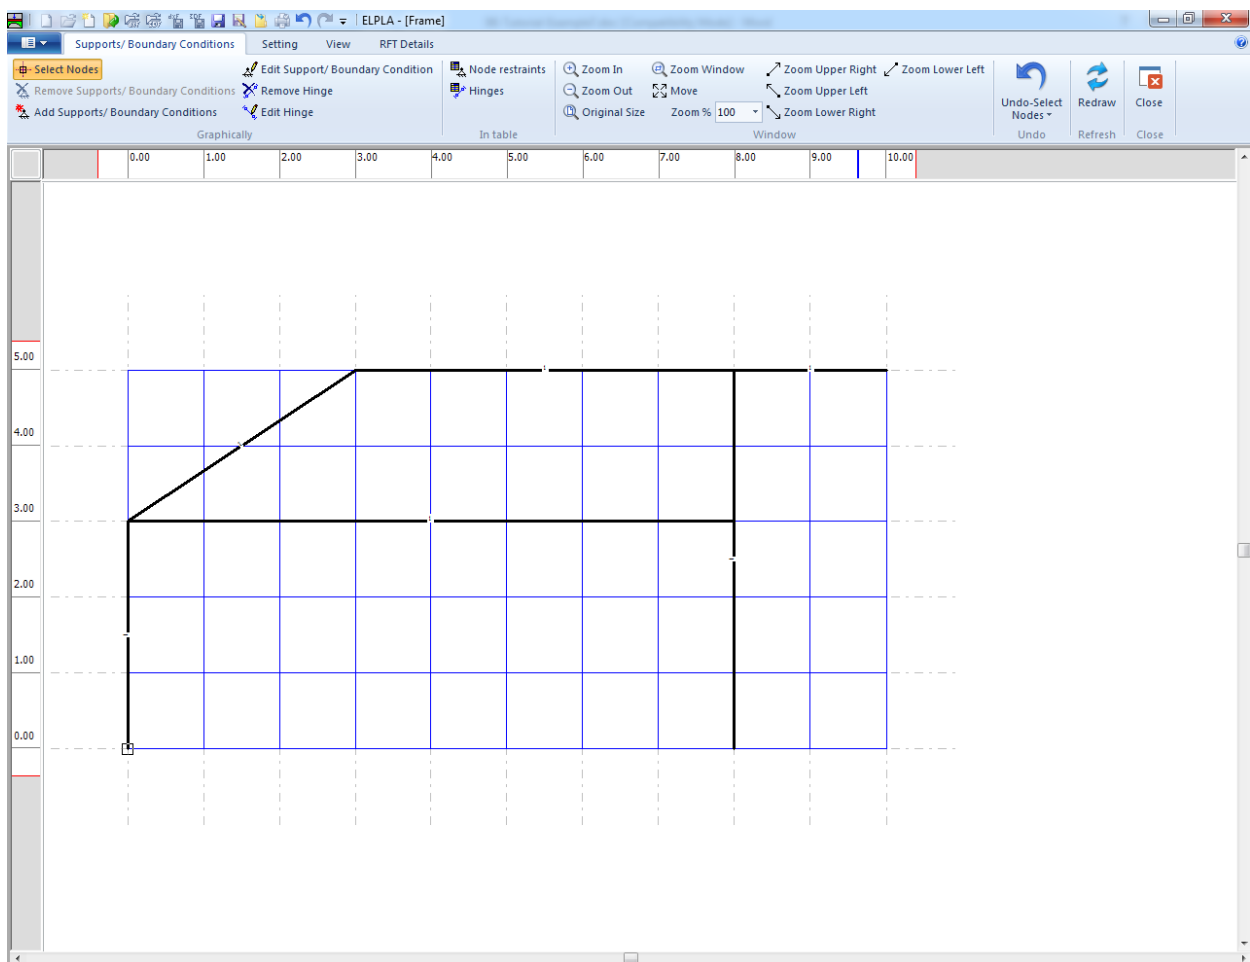 ELPLA - [Frame]
Supports/ Boundary Conditions Setting View RFT Details
Select Nodes Edit Support/ Boundary Condition Node restraints Zoom In Zoom Window Zoom Upper Right Zoom Lower Left
Remove Supports/ Boundary Conditions Remove Hinge Hinges Zoom Out Move Zoom Upper Left
Add Supports/ Boundary Conditions Edit Hinge Original Size Zoom % 100 Zoom Lower Right
Undo-Select Nodes Redraw Close
Graphically In table Window Undo Refresh Close
0.00 1.00 2.00 3.00 4.00 5.00 6.00 7.00 8.00 9.00 10.00
5.00
4.00
3.00
2.00
1.00
0.00